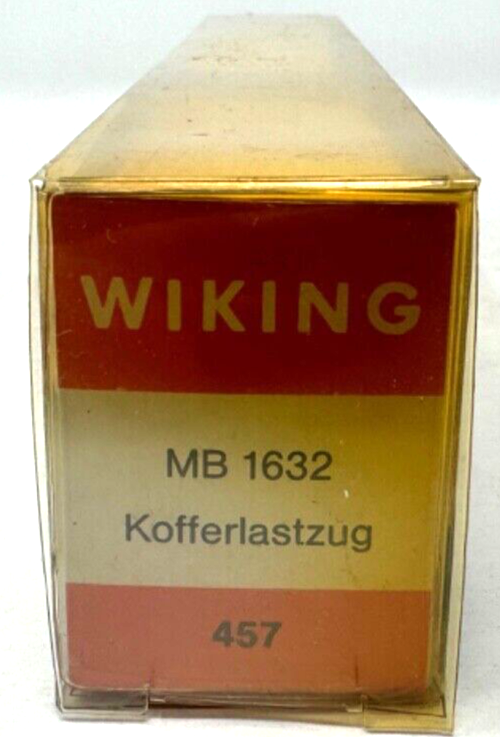 WIKING
MB 1632
Kofferlastzug
457